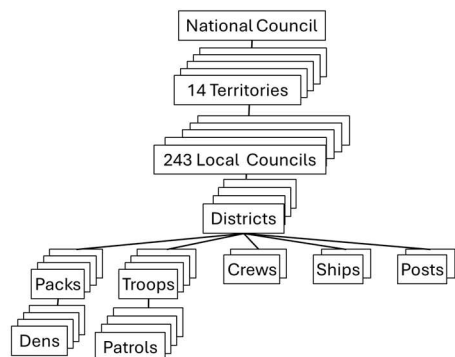 National Council
14 Territories
243 Local Councils
Districts
Packs
Troops
Crews
Ships
Posts
Dens
Patrols